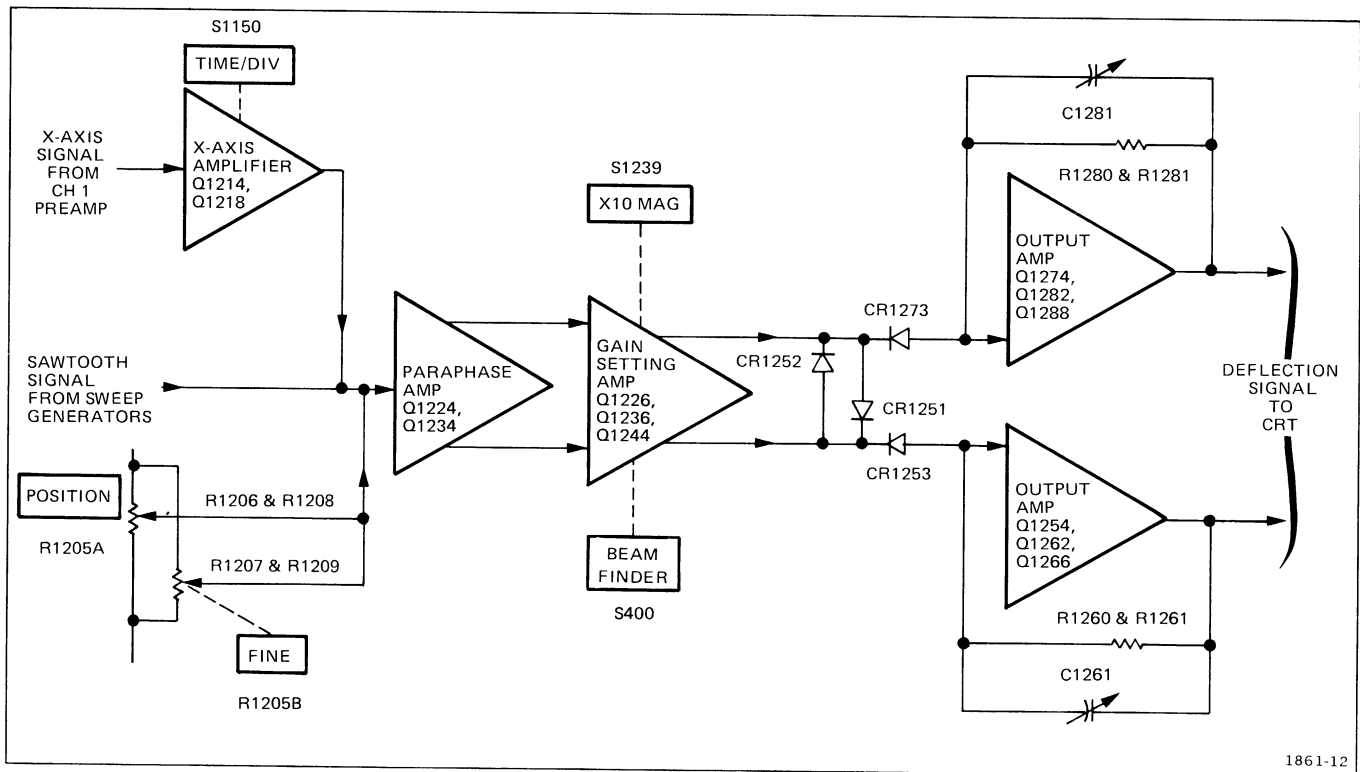 S1150
TIME/DIV
X-AXIS
SIGNAL
FROM
CH 1
PREAMP
X-AXIS
AMPLIFIER
Q1214,
Q1218
SAWTOOTH
SIGNAL
FROM SWEEP
GENERATORS
POSITION
R1205A
R1206 & R1208
R1207 & R1209
FINE
R1205B
PARAPHASE
AMP
Q1224,
Q1234
S1239
X10 MAG
GAIN
SETTING
AMP
Q1226,
Q1236,
Q1244
BEAM
FINDER
S400
CR1252
CR1273
CR1251
CR1253
C1281
R1280 & R1281
OUTPUT
AMP
Q1274,
Q1282,
Q1288
OUTPUT
AMP
Q1254,
Q1262,
Q1266
R1260 & R1261
C1261
DEFLECTION
SIGNAL
TO
CRT
1861-12